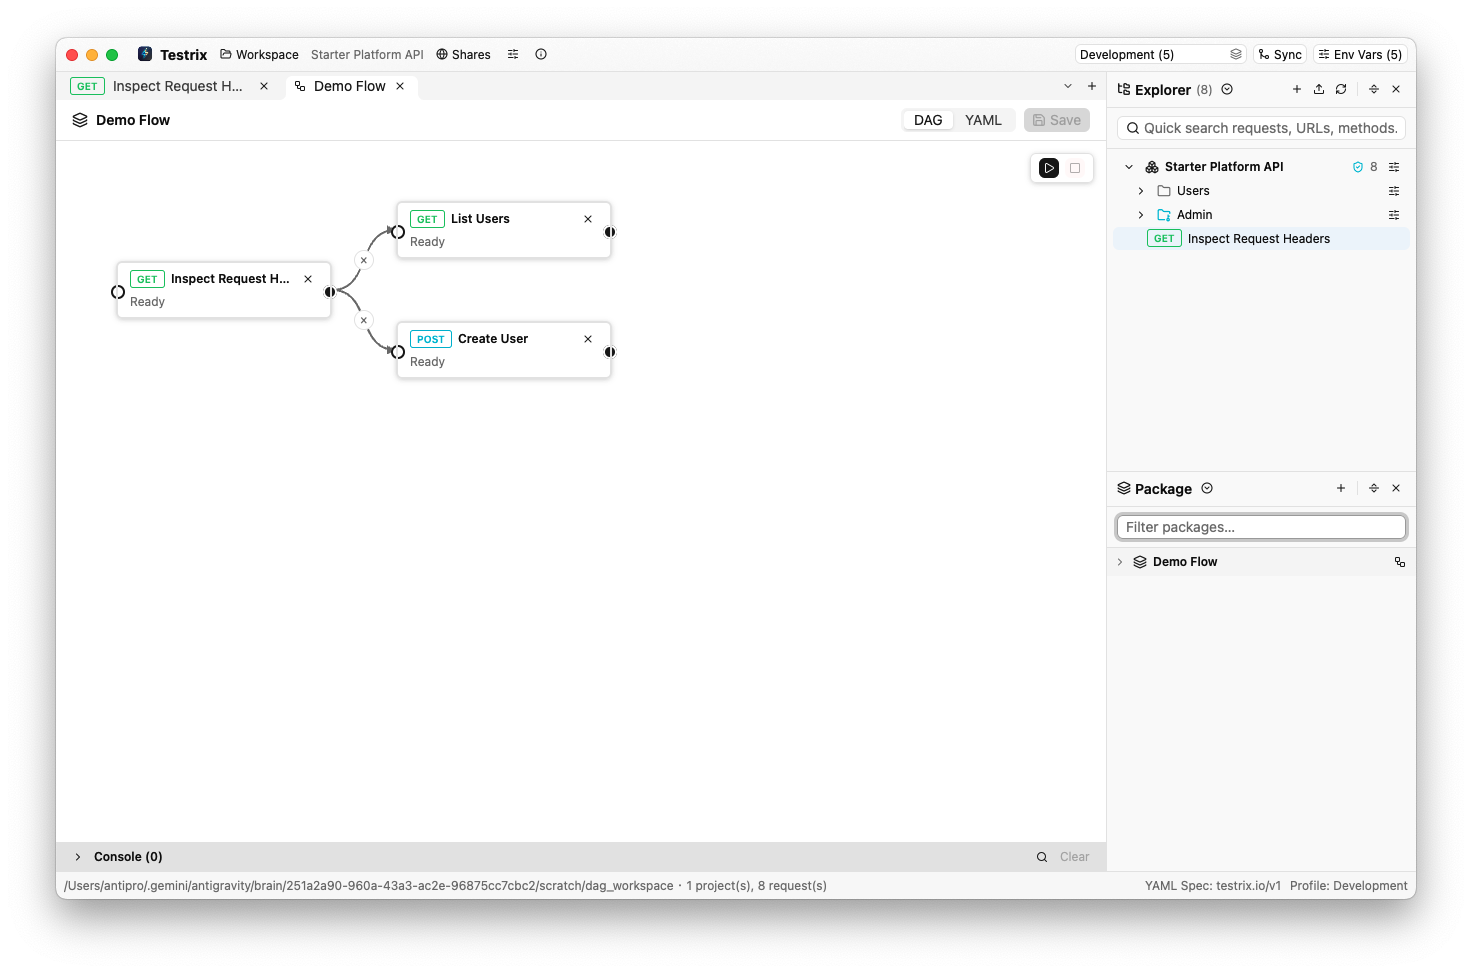 Testrix Workspace Starter Platform API Shares Development (5) Sync Env Vars (5)
GET Inspect Request H... Demo Flow
Demo Flow DAG YAML Save
GET List Users
Ready
GET Inspect Request H...
Ready
POST Create User
Ready
Explorer (8)
Quick search requests, URLs, methods.
Starter Platform API 8
Users
Admin
GET Inspect Request Headers
Package
Filter packages...
Demo Flow
Console (0) Clear
/Users/antipro/.gemini/antigravity/brain/251a2a90-960a-43a3-ac2e-96875cc7cbc2/scratch/dag_workspace · 1 project(s), 8 request(s) YAML Spec: testrix.io/v1 Profile: Development